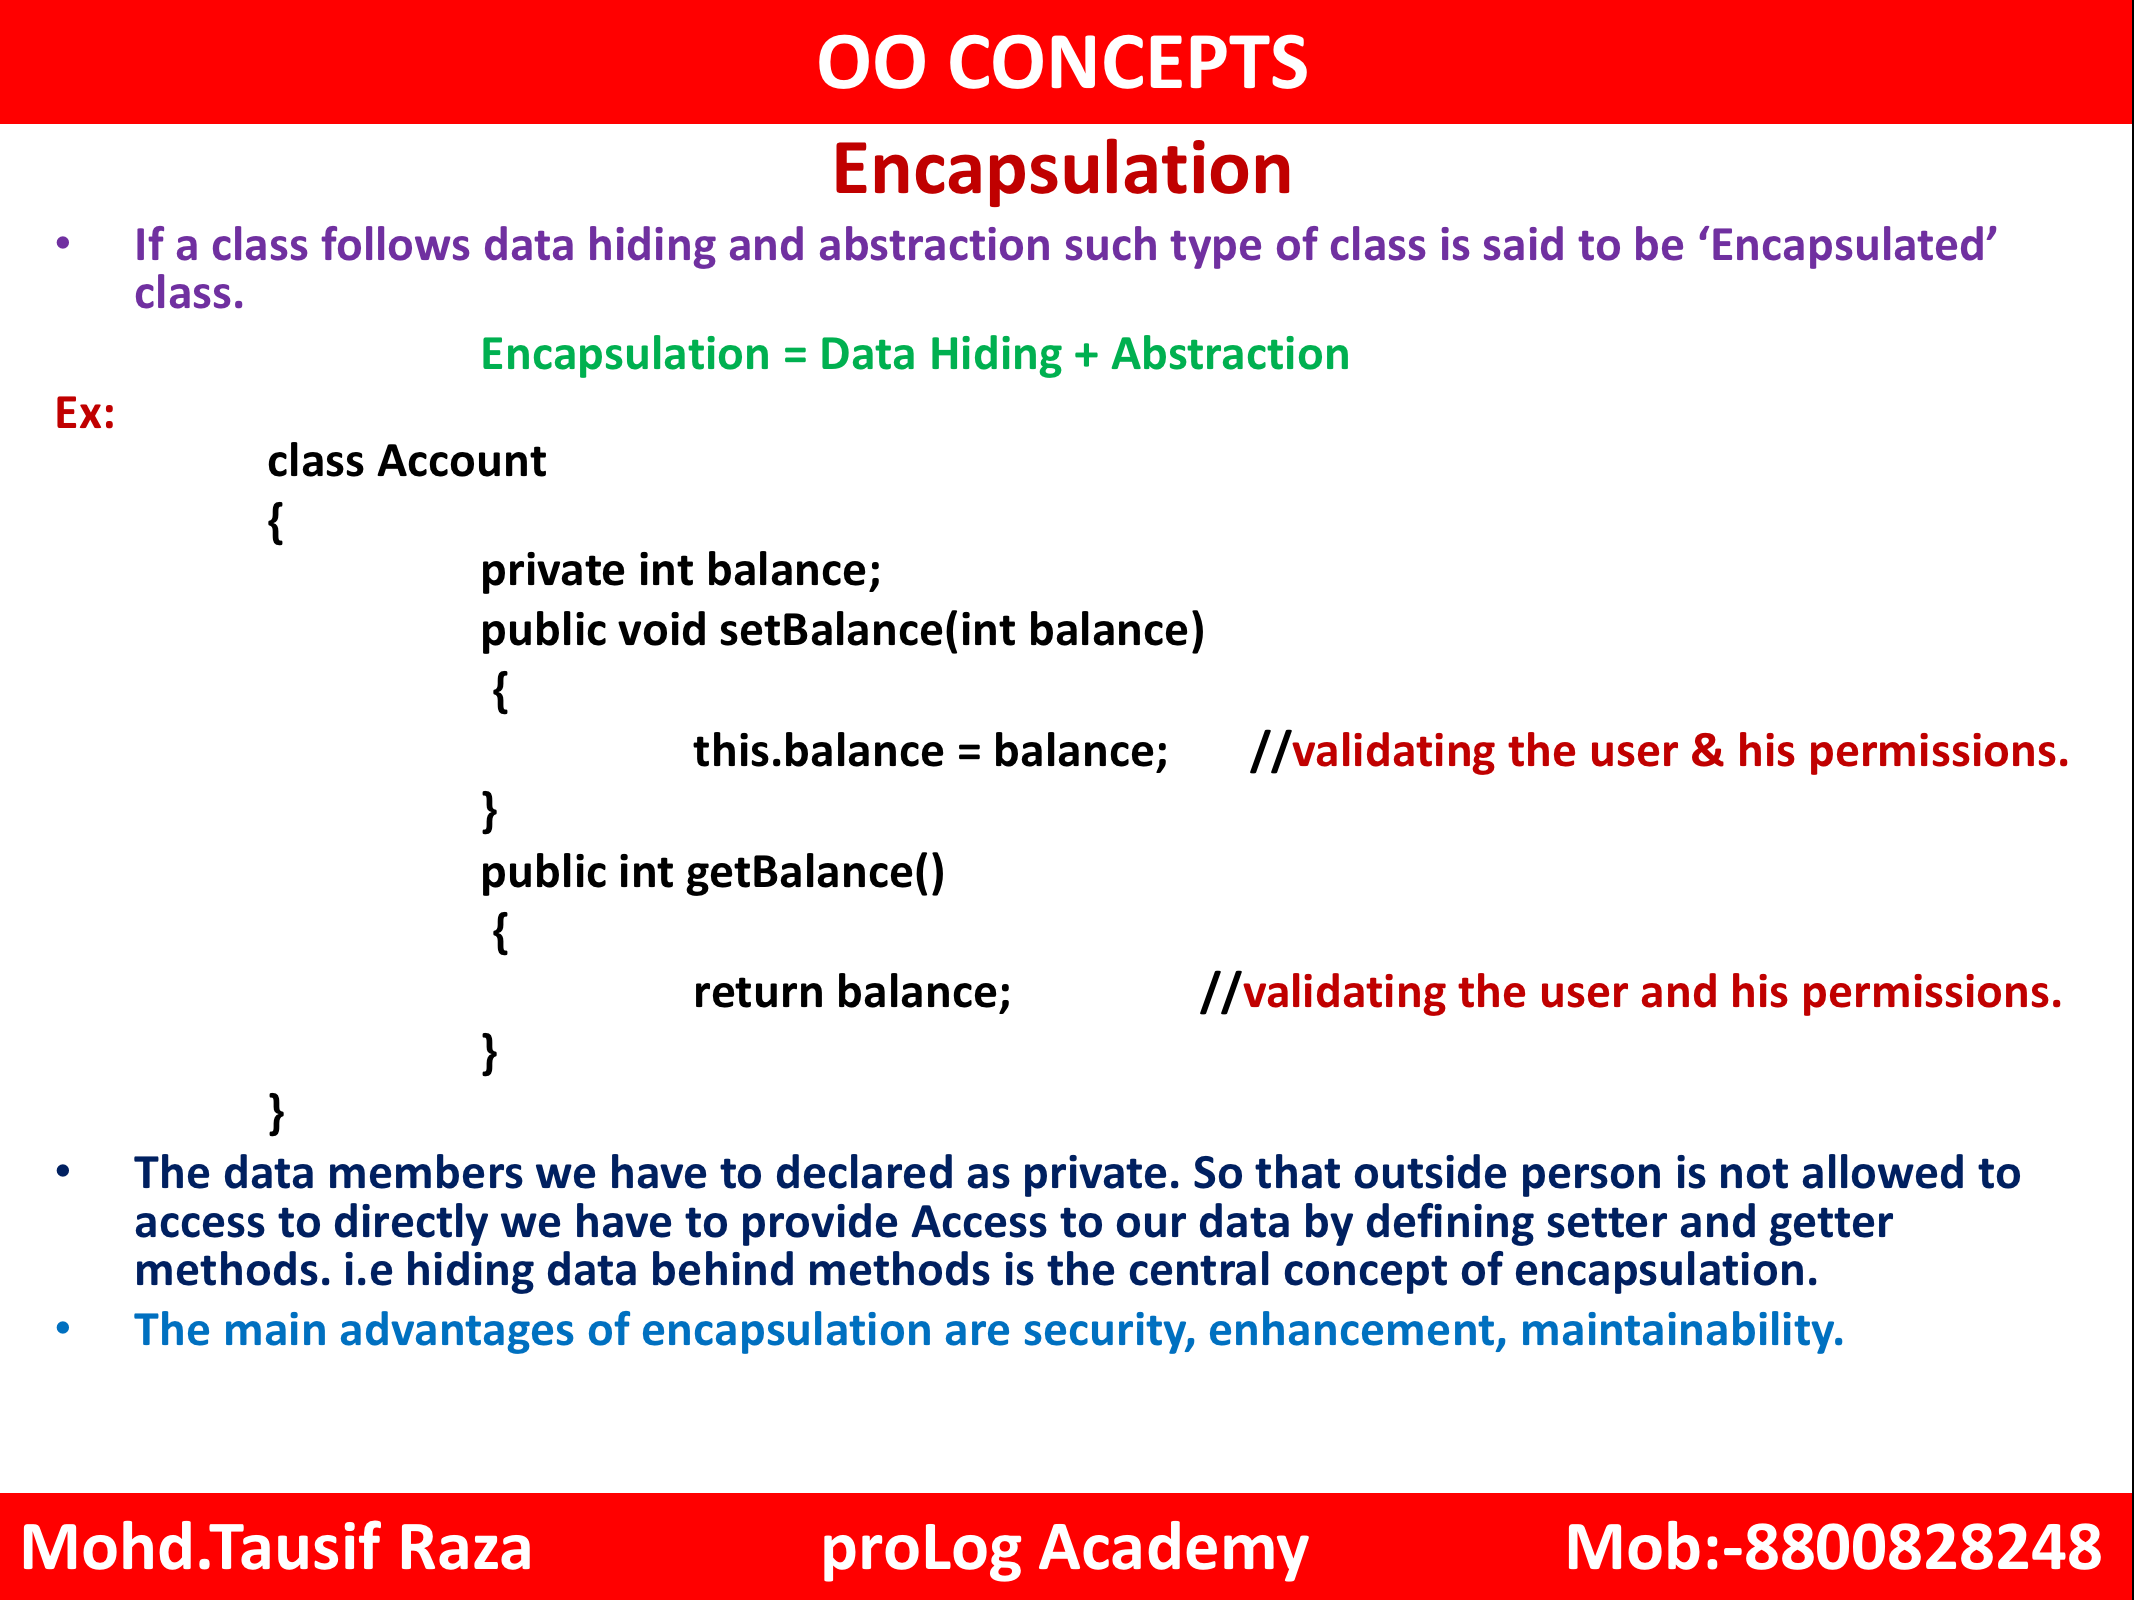 OO CONCEPTS
Encapsulation
• If a class follows data hiding and abstraction such type of class is said to be ‘Encapsulated’
class.
Encapsulation = Data Hiding + Abstraction
Ex:
class Account
{
private int balance;
public void setBalance(int balance)
{
this.balance = balance; //validating the user & his permissions.
}
public int getBalance()
{
return balance; //validating the user and his permissions.
}
}
• The data members we have to declared as private. So that outside person is not allowed to
access to directly we have to provide Access to our data by defining setter and getter
methods. i.e hiding data behind methods is the central concept of encapsulation.
• The main advantages of encapsulation are security, enhancement, maintainability.
Mohd.Tausif Raza proLog Academy Mob:-8800828248